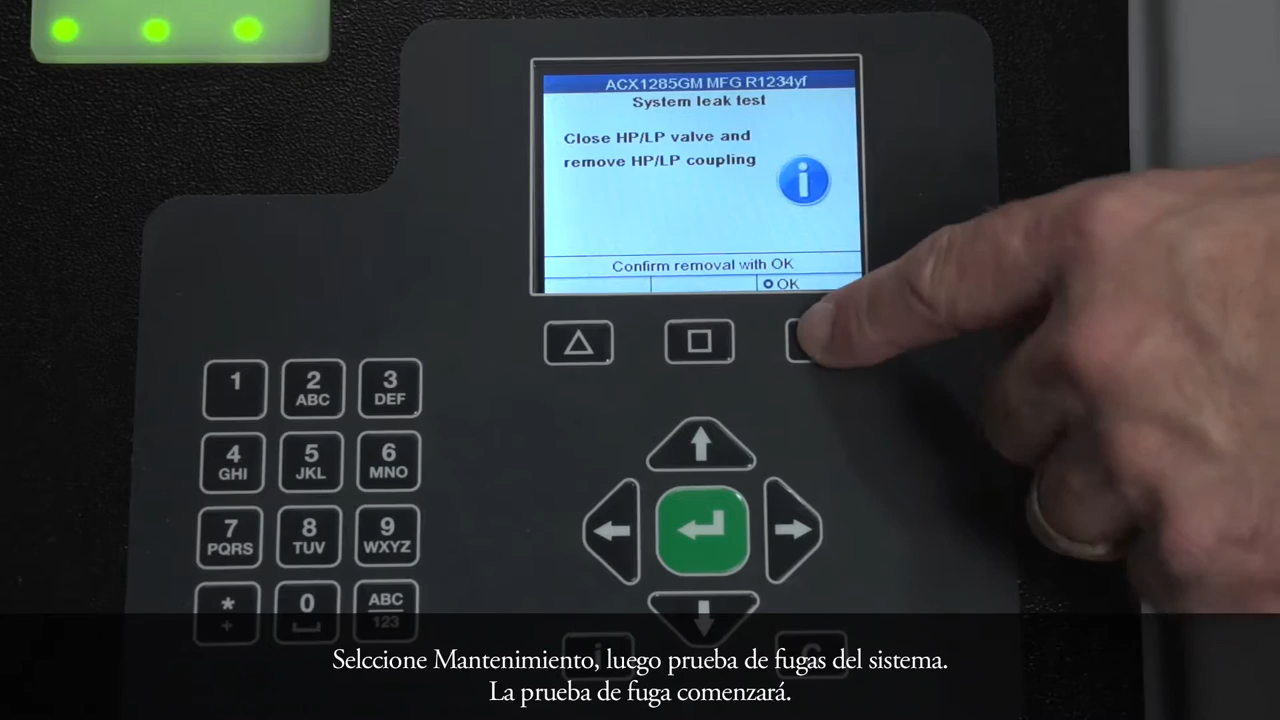 ACX1285GM MFG R1234yf
System leak test
Close HP/LP valve and
remove HP/LP coupling
i
Confirm removal with OK
OK
1
2
ABC
3
DEF
4
GHI
5
JKL
6
MNO
7
PQRS
8
TUV
9
WXYZ
*
+
0
ABC
123
i
C
Selccione Mantenimiento, luego prueba de fugas del sistema.
La prueba de fuga comenzará.